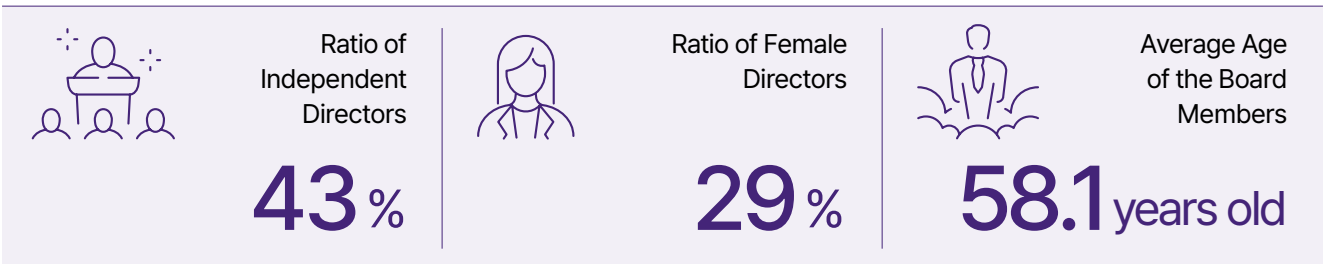 Ratio of
Independent
Directors
43 %
Ratio of Female
Directors
29 %
Average Age
of the Board
Members
58.1 years old